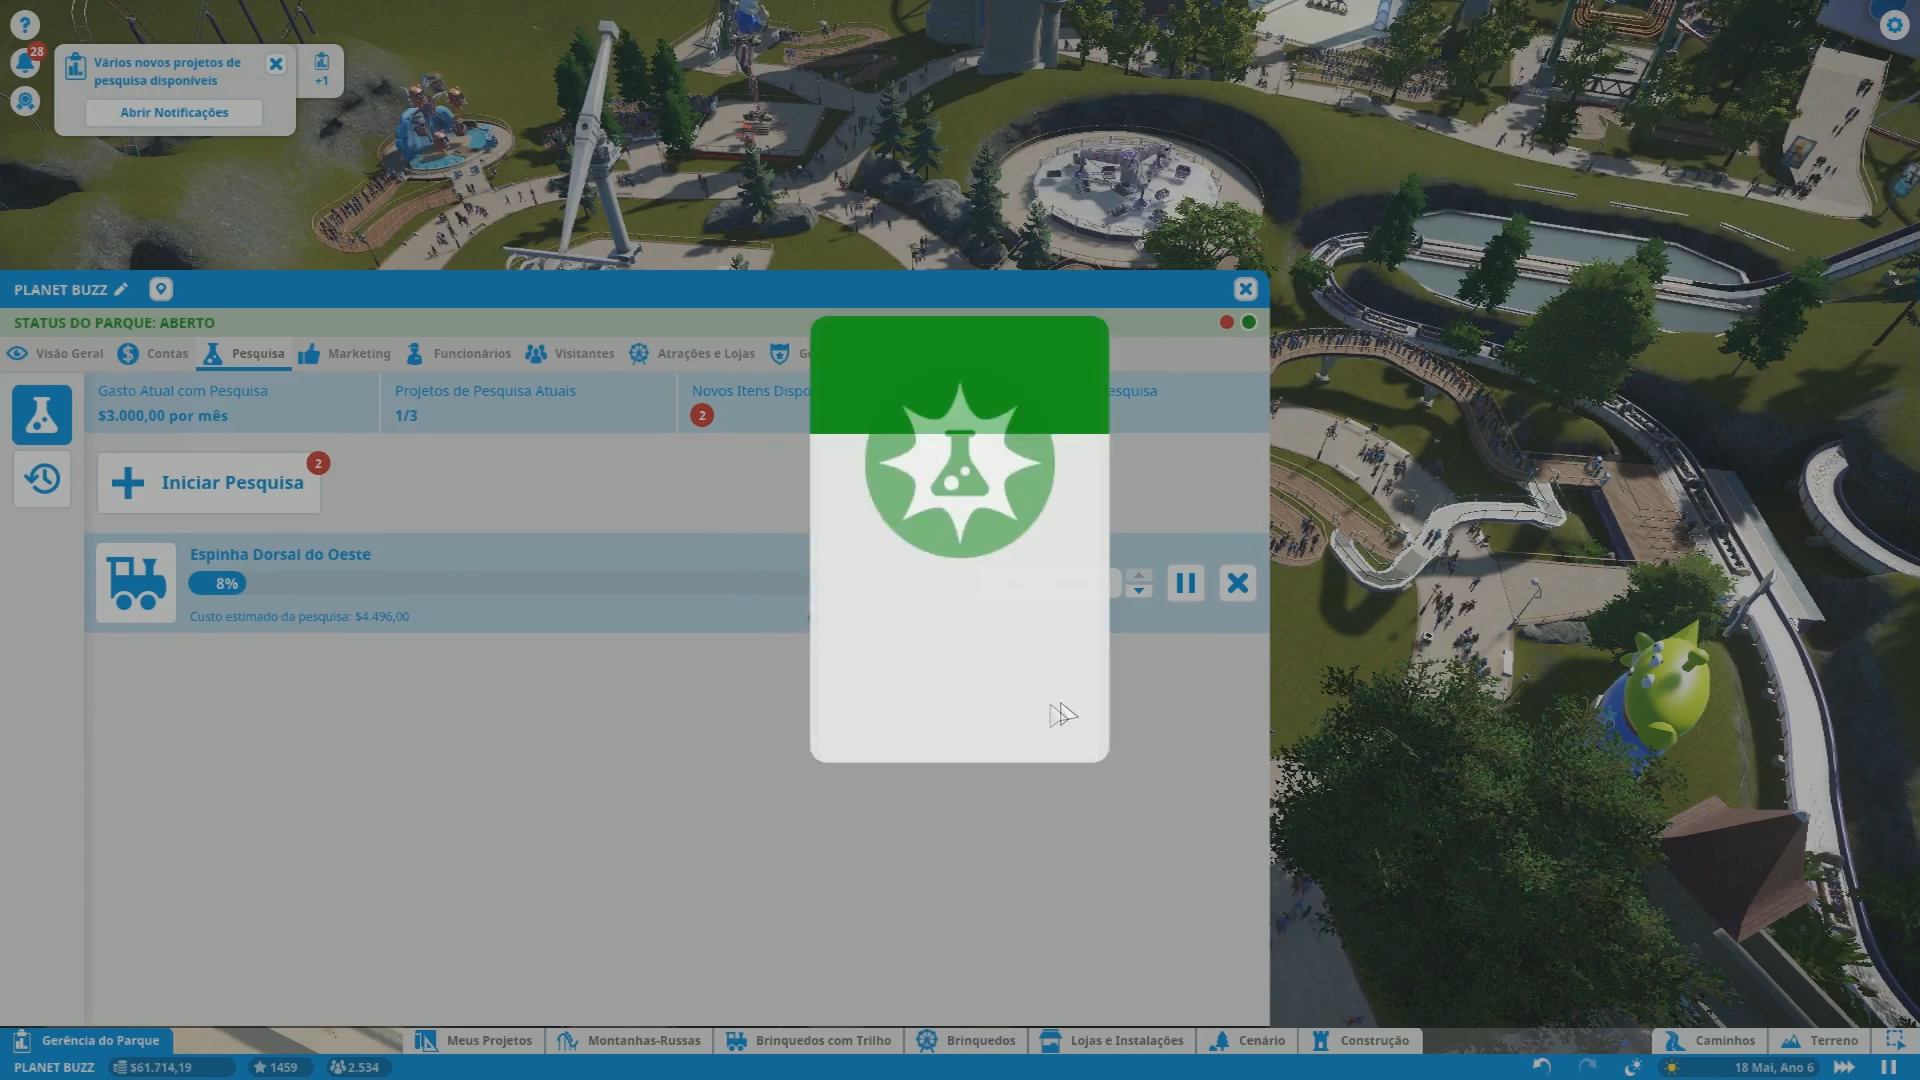 28
Vários novos projetos de
pesquisa disponíveis
+1
Abrir Notificações
PLANET BUZZ
STATUS DO PARQUE: ABERTO
Visão Geral
Contas
Pesquisa
Marketing
Funcionários
Visitantes
Atrações e Lojas
Gasto Atual com Pesquisa
$3.000,00 por mês
Projetos de Pesquisa Atuais
1/3
Novos Itens Dispo
2
esquisa
Iniciar Pesquisa
2
Espinha Dorsal do Oeste
8%
Custo estimado da pesquisa: $4.496,00
Gerência do Parque
Meus Projetos
Montanhas-Russas
Brinquedos com Trilho
Brinquedos
Lojas e Instalações
Cenário
Construção
Caminhos
Terreno
PLANET BUZZ
$61.714,19
1459
2.534
18 Mai, Ano 6